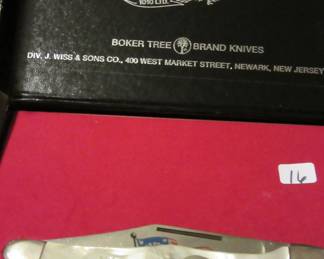 BOKER TREE BRAND KNIVES
DIV. J. WISS & SONS CO., 400 WEST MARKET STREET, NEWARK, NEW JERSEY
16